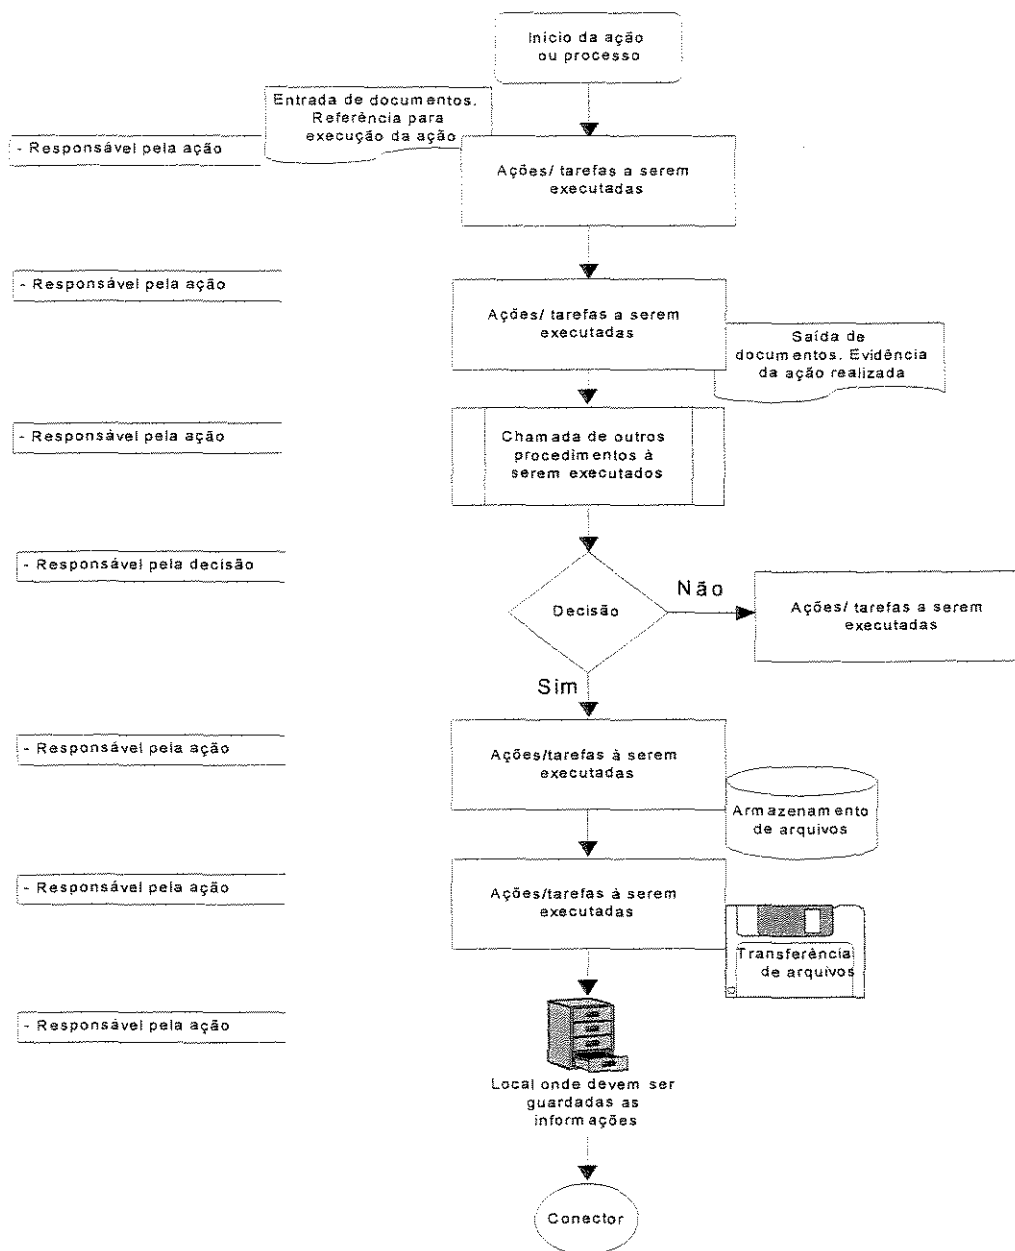 Início da ação
ou processo
Entrada de documentos.
Referência para
execução da ação
- Responsável pela ação
Ações/ tarefas a serem
executadas
- Responsável pela ação
Ações/ tarefas a serem
executadas
Saída de
documentos. Evidência
da ação realizada
- Responsável pela ação
Chamada de outros
procedimentos à
serem executados
- Responsável pela decisão
Decisão
Não
Ações/ tarefas a serem
executadas
Sim
- Responsável pela ação
Ações/tarefas à serem
executadas
Armazenamento
de arquivos
- Responsável pela ação
Ações/tarefas à serem
executadas
Transferência
de arquivos
- Responsável pela ação
Local onde devem ser
guardadas as
informações
Conector